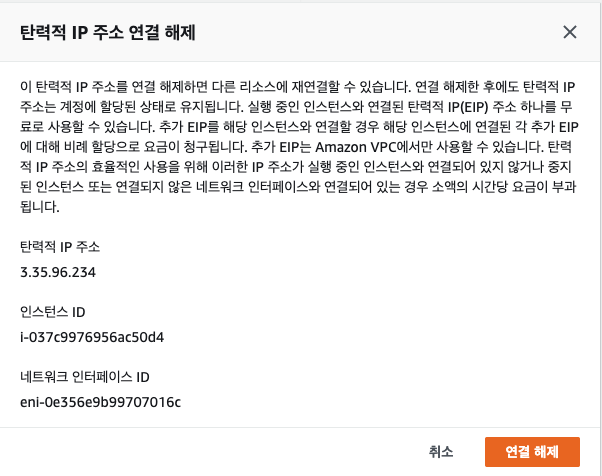 탄력적 IP 주소 연결 해제
이 탄력적 IP 주소를 연결 해제하면 다른 리소스에 재연결할 수 있습니다. 연결 해제한 후에도 탄력적 IP
주소는 계정에 할당된 상태로 유지됩니다. 실행 중인 인스턴스와 연결된 탄력적 IP(EIP) 주소 하나를 무
료로 사용할 수 있습니다. 추가 EIP를 해당 인스턴스와 연결할 경우 해당 인스턴스에 연결된 각 추가 EIP
에 대해 비례 할당으로 요금이 청구됩니다. 추가 EIP는 Amazon VPC에서만 사용할 수 있습니다. 탄력
적 IP 주소의 효율적인 사용을 위해 이러한 IP 주소가 실행 중인 인스턴스와 연결되어 있지 않거나 중지
된 인스턴스 또는 연결되지 않은 네트워크 인터페이스와 연결되어 있는 경우 소액의 시간당 요금이 부과
됩니다.
탄력적 IP 주소
3.35.96.234
인스턴스 ID
i-037c9976956ac50d4
네트워크 인터페이스 ID
eni-0e356e9b99707016c
취소 연결 해제